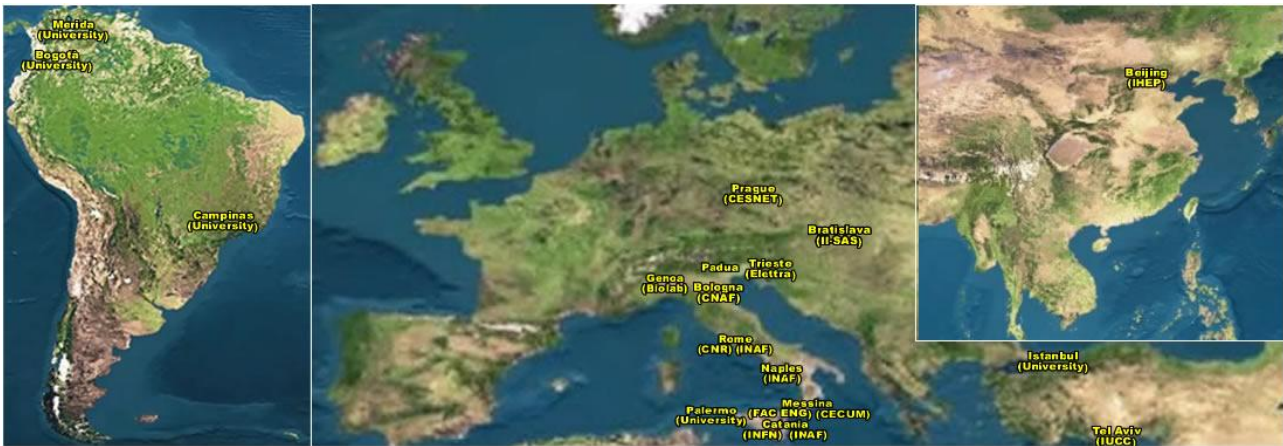 Merida
(University)
Bogotà
(University)
Campinas
(University)
Prague
(CESNET)
Bratislava
(II-SAS)
Trieste
(Elettra)
Padua
Genoa
(Biolab)
Bologna
(CNAF)
Rome
(CNR) (INAF)
Naples
(INAF)
Messina
(FAC ENG) (CECUM)
Palermo
(University)
Catania
(INFN) (INAF)
Beijing
(IHEP)
Istanbul
(University)
Tel Aviv
(IUCC)